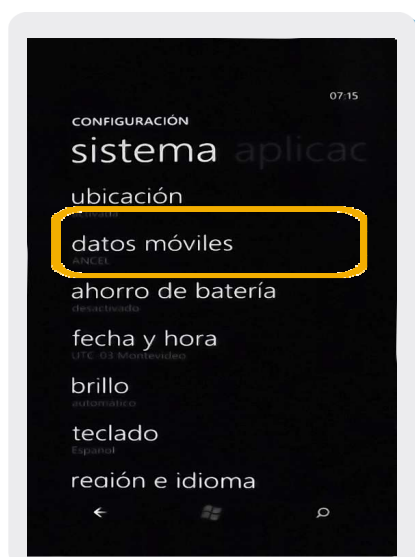 07:15
CONFIGURACIÓN
sistema aplicac
ubicación
Activada
datos móviles
ANCEL
ahorro de batería
desactivado
fecha y hora
UTC-03 Montevideo
brillo
automático
teclado
Español
región e idioma